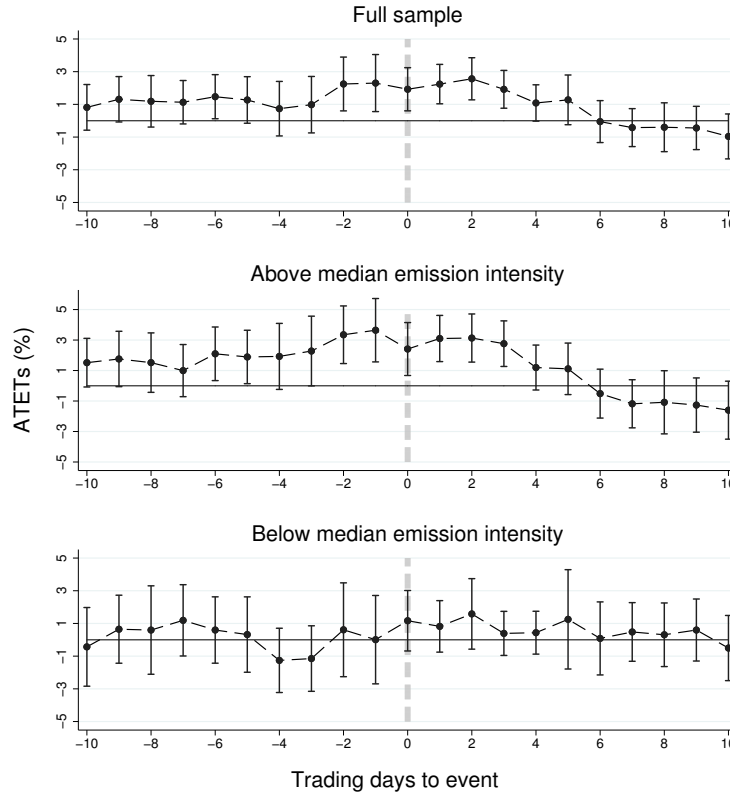 Full sample
5
3
1
−1
−3
−5
−10 −8 −6 −4 −2 0 2 4 6 8 10
Above median emission intensity
ATETs (%)
5
3
1
−1
−3
−5
−10 −8 −6 −4 −2 0 2 4 6 8 10
Below median emission intensity
5
3
1
−1
−3
−5
−10 −8 −6 −4 −2 0 2 4 6 8 10
Trading days to event